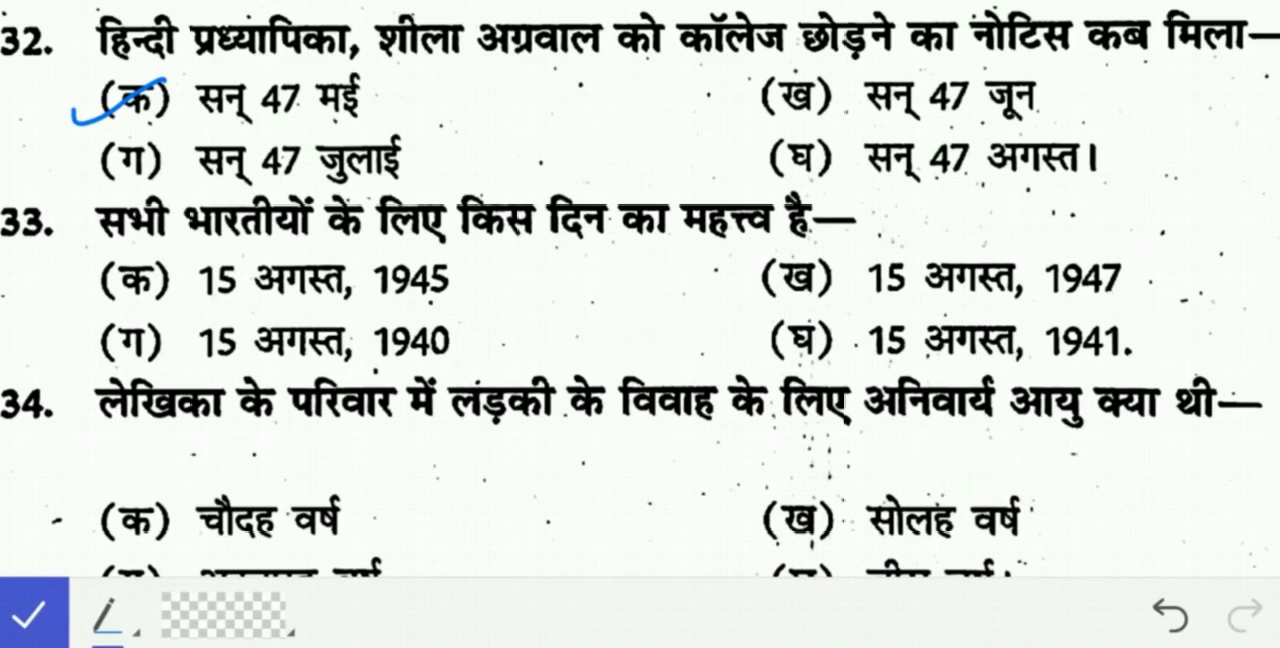 32. हिन्दी प्रध्यापिका, शीला अग्रवाल को कॉलेज छोड़ने का नोटिस कब मिला—
(क) सन् 47 मई (ख) सन् 47 जून
(ग) सन् 47 जुलाई (घ) सन् 47 अगस्त।
33. सभी भारतीयों के लिए किस दिन का महत्त्व है—
(क) 15 अगस्त, 1945 (ख) 15 अगस्त, 1947
(ग) 15 अगस्त, 1940 (घ) 15 अगस्त, 1941.
34. लेखिका के परिवार में लड़की के विवाह के लिए अनिवार्य आयु क्या थी—
(क) चौदह वर्ष (ख) सोलह वर्ष